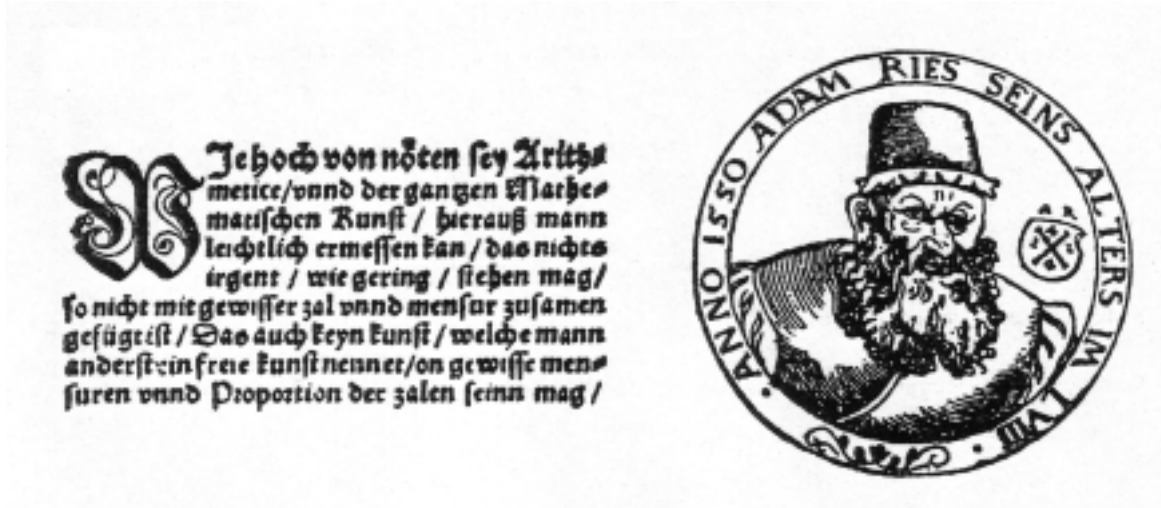 WJe hoch von nöten sey Arith⸗
metice/vnnd der gantzen Mathe⸗
matischen Kunst / hierauß mann
leichtlich ermessen kan / das nichts
irgent / wie gering / stehen mag/
so nicht mit gewisser zal vnnd mensur zusamen
gefügt ist / Das auch keyn kunst / welche mann
anderst ein freie kunst nennet/on gewisse men⸗
suren vnnd Proportion der zalen seinn mag /
· ANNO 1550 ADAM RIES SEINS ALTERS IM LVIII
A R